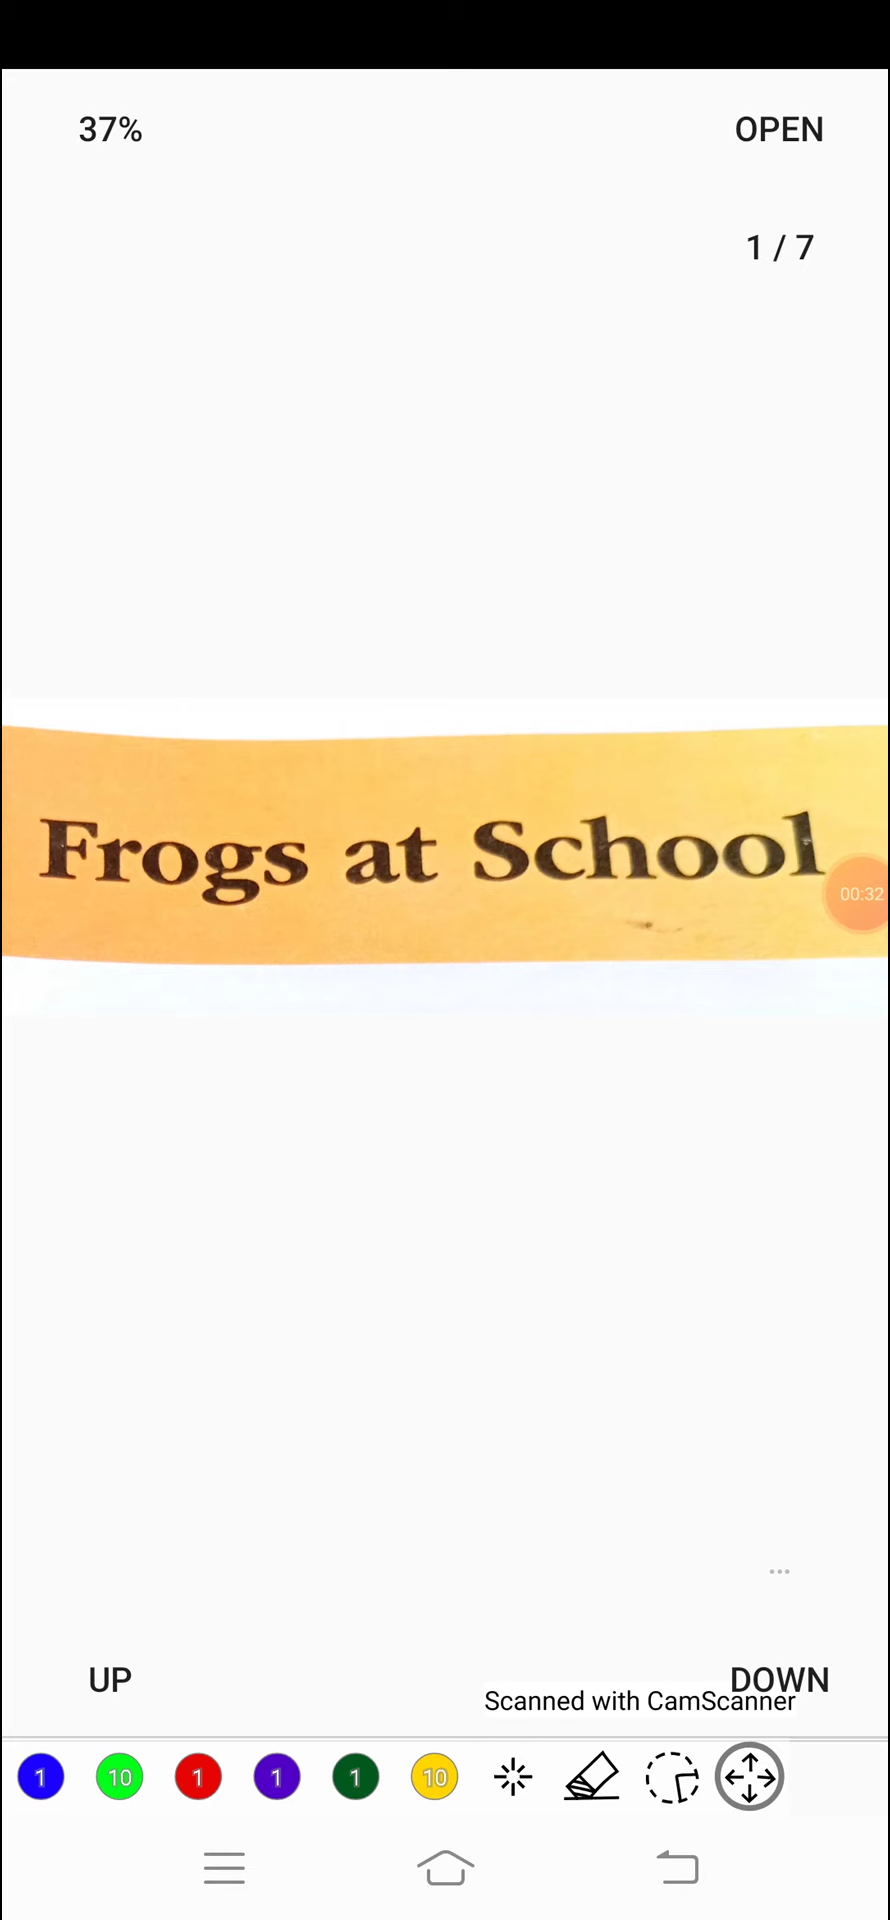 37%
OPEN
1 / 7
Frogs at School
00:32
UP
DOWN
Scanned with CamScanner
1
10
1
1
1
10